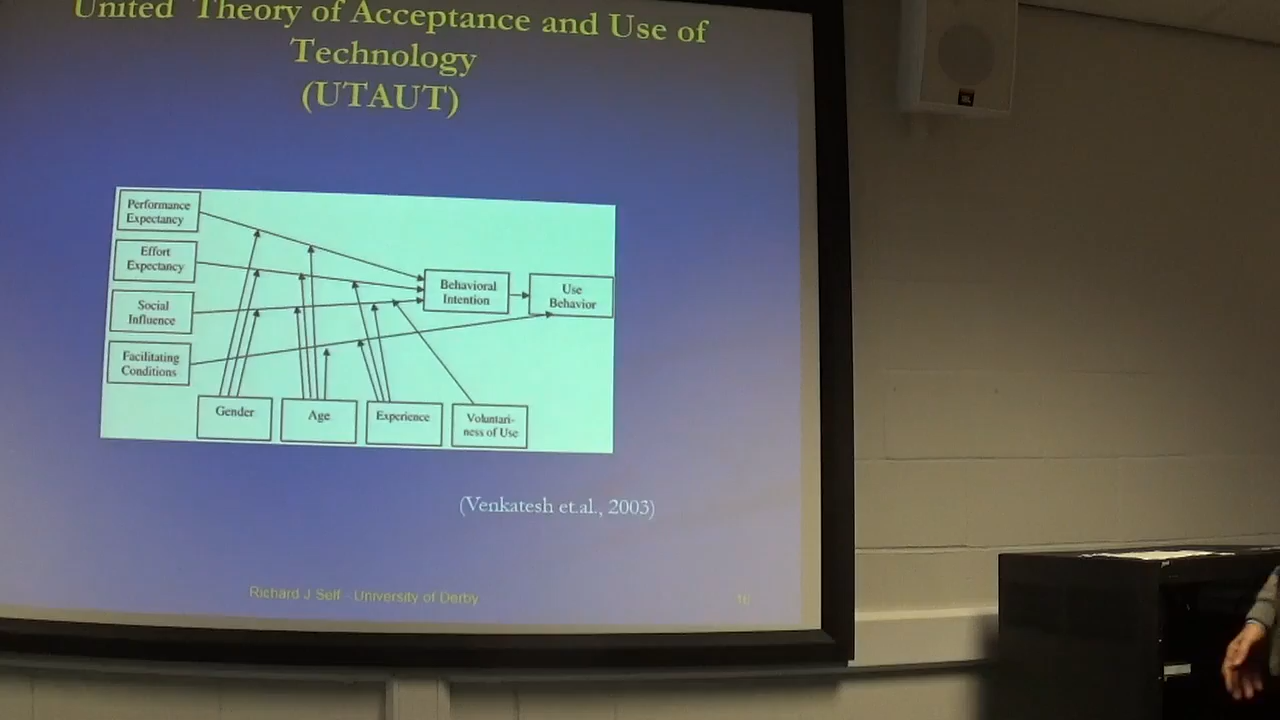 United Theory of Acceptance and Use of
Technology
(UTAUT)
Performance
Expectancy
Effort
Expectancy
Social
Influence
Facilitating
Conditions
Behavioral
Intention
Use
Behavior
Gender
Age
Experience
Voluntari-
ness of Use
(Venkatesh et.al., 2003)
Richard J Self - University of Derby
JBL